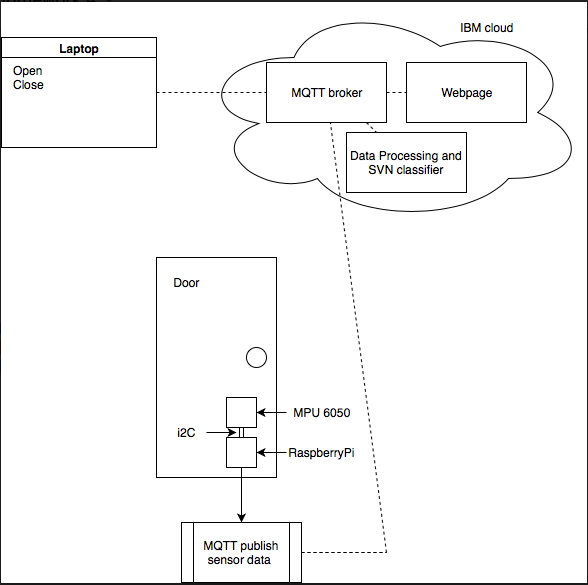 IBM cloud
Laptop
Open
Close
MQTT broker
Webpage
Data Processing and
SVN classifier
Door
MPU 6050
i2C
RaspberryPi
MQTT publish
sensor data